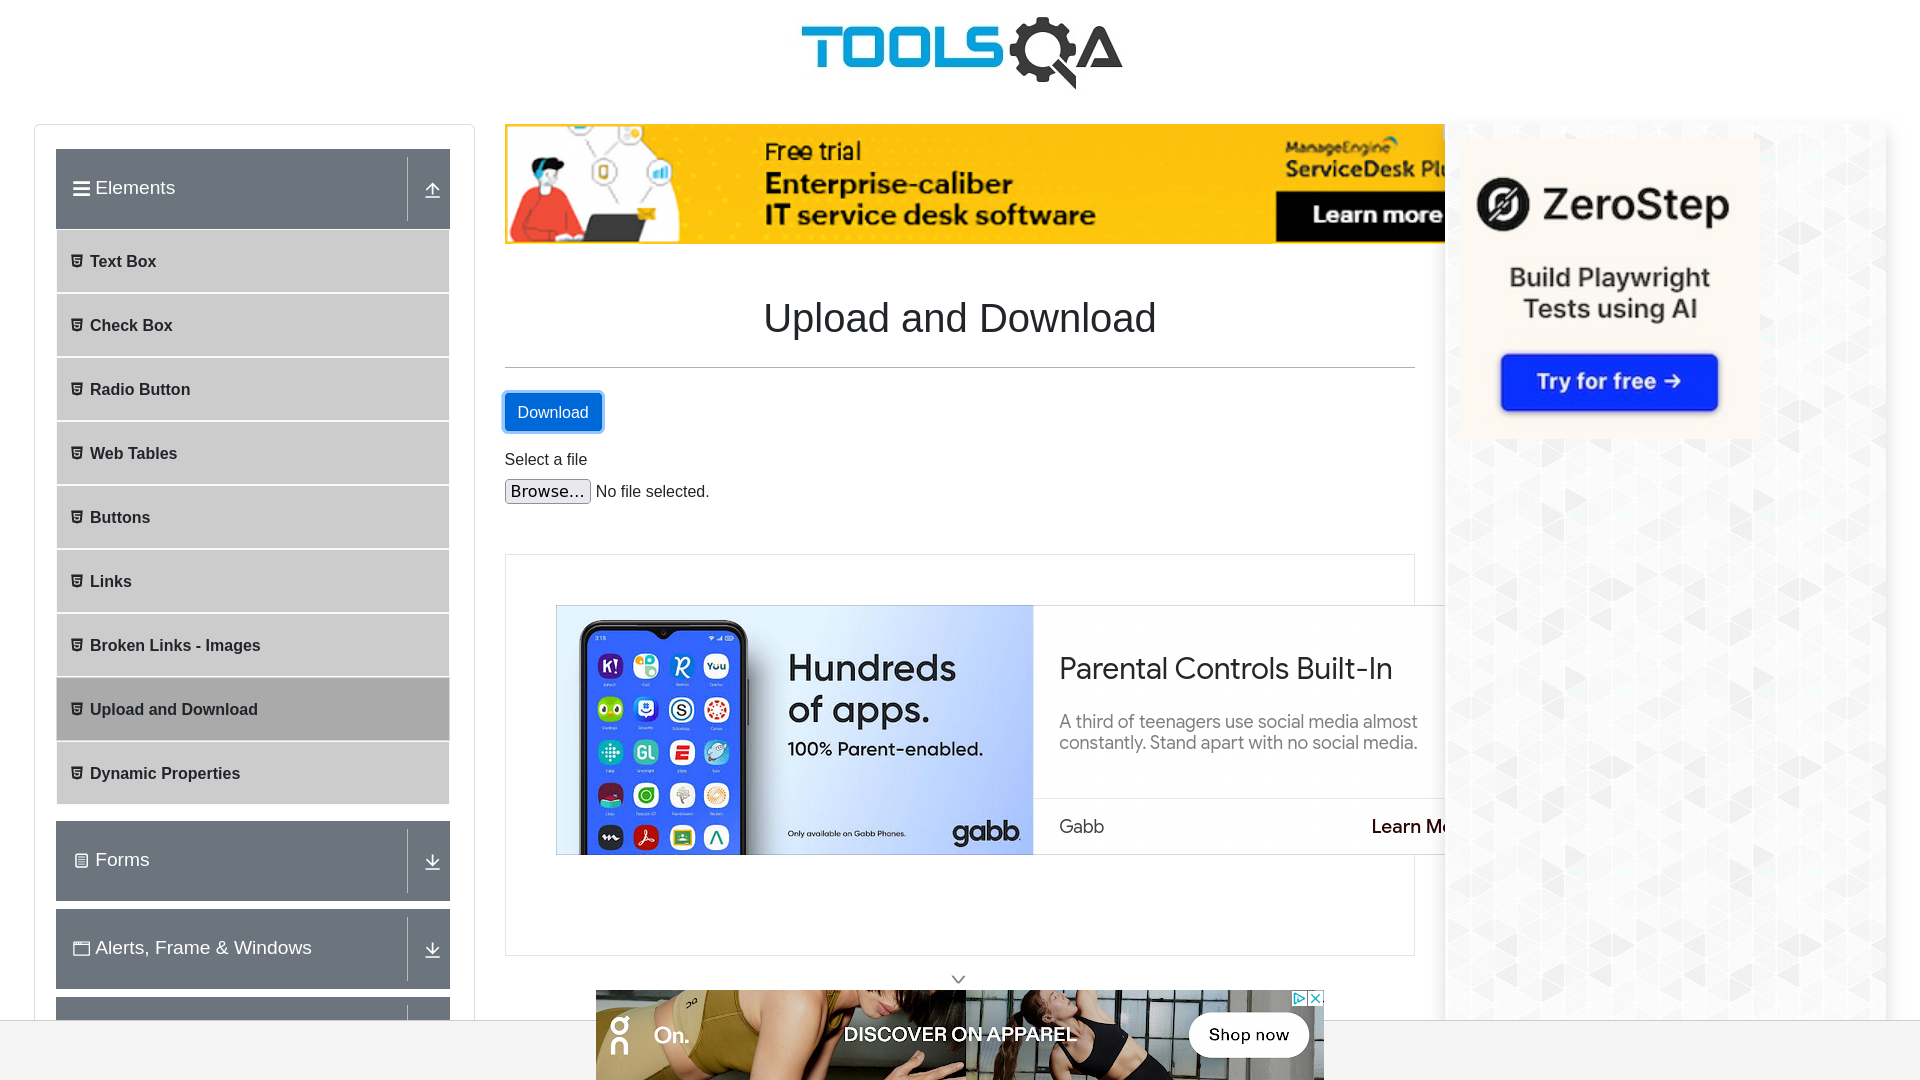 TOOLSQA
Elements
Text Box
Check Box
Radio Button
Web Tables
Buttons
Links
Broken Links - Images
Upload and Download
Dynamic Properties
Forms
Alerts, Frame & Windows
Free trial
Enterprise-caliber
IT service desk software
ManageEngine
ServiceDesk Plu
Learn more
Upload and Download
Download
Select a file
Browse... No file selected.
3:18
K!
You
GL
Hundreds
of apps.
100% Parent-enabled.
Only available on Gabb Phones.
gabb
Parental Controls Built-In
A third of teenagers use social media almost
constantly. Stand apart with no social media.
Gabb
Learn Mo
ZeroStep
Build Playwright
Tests using AI
Try for free →
On.
DISCOVER ON APPAREL
Shop now